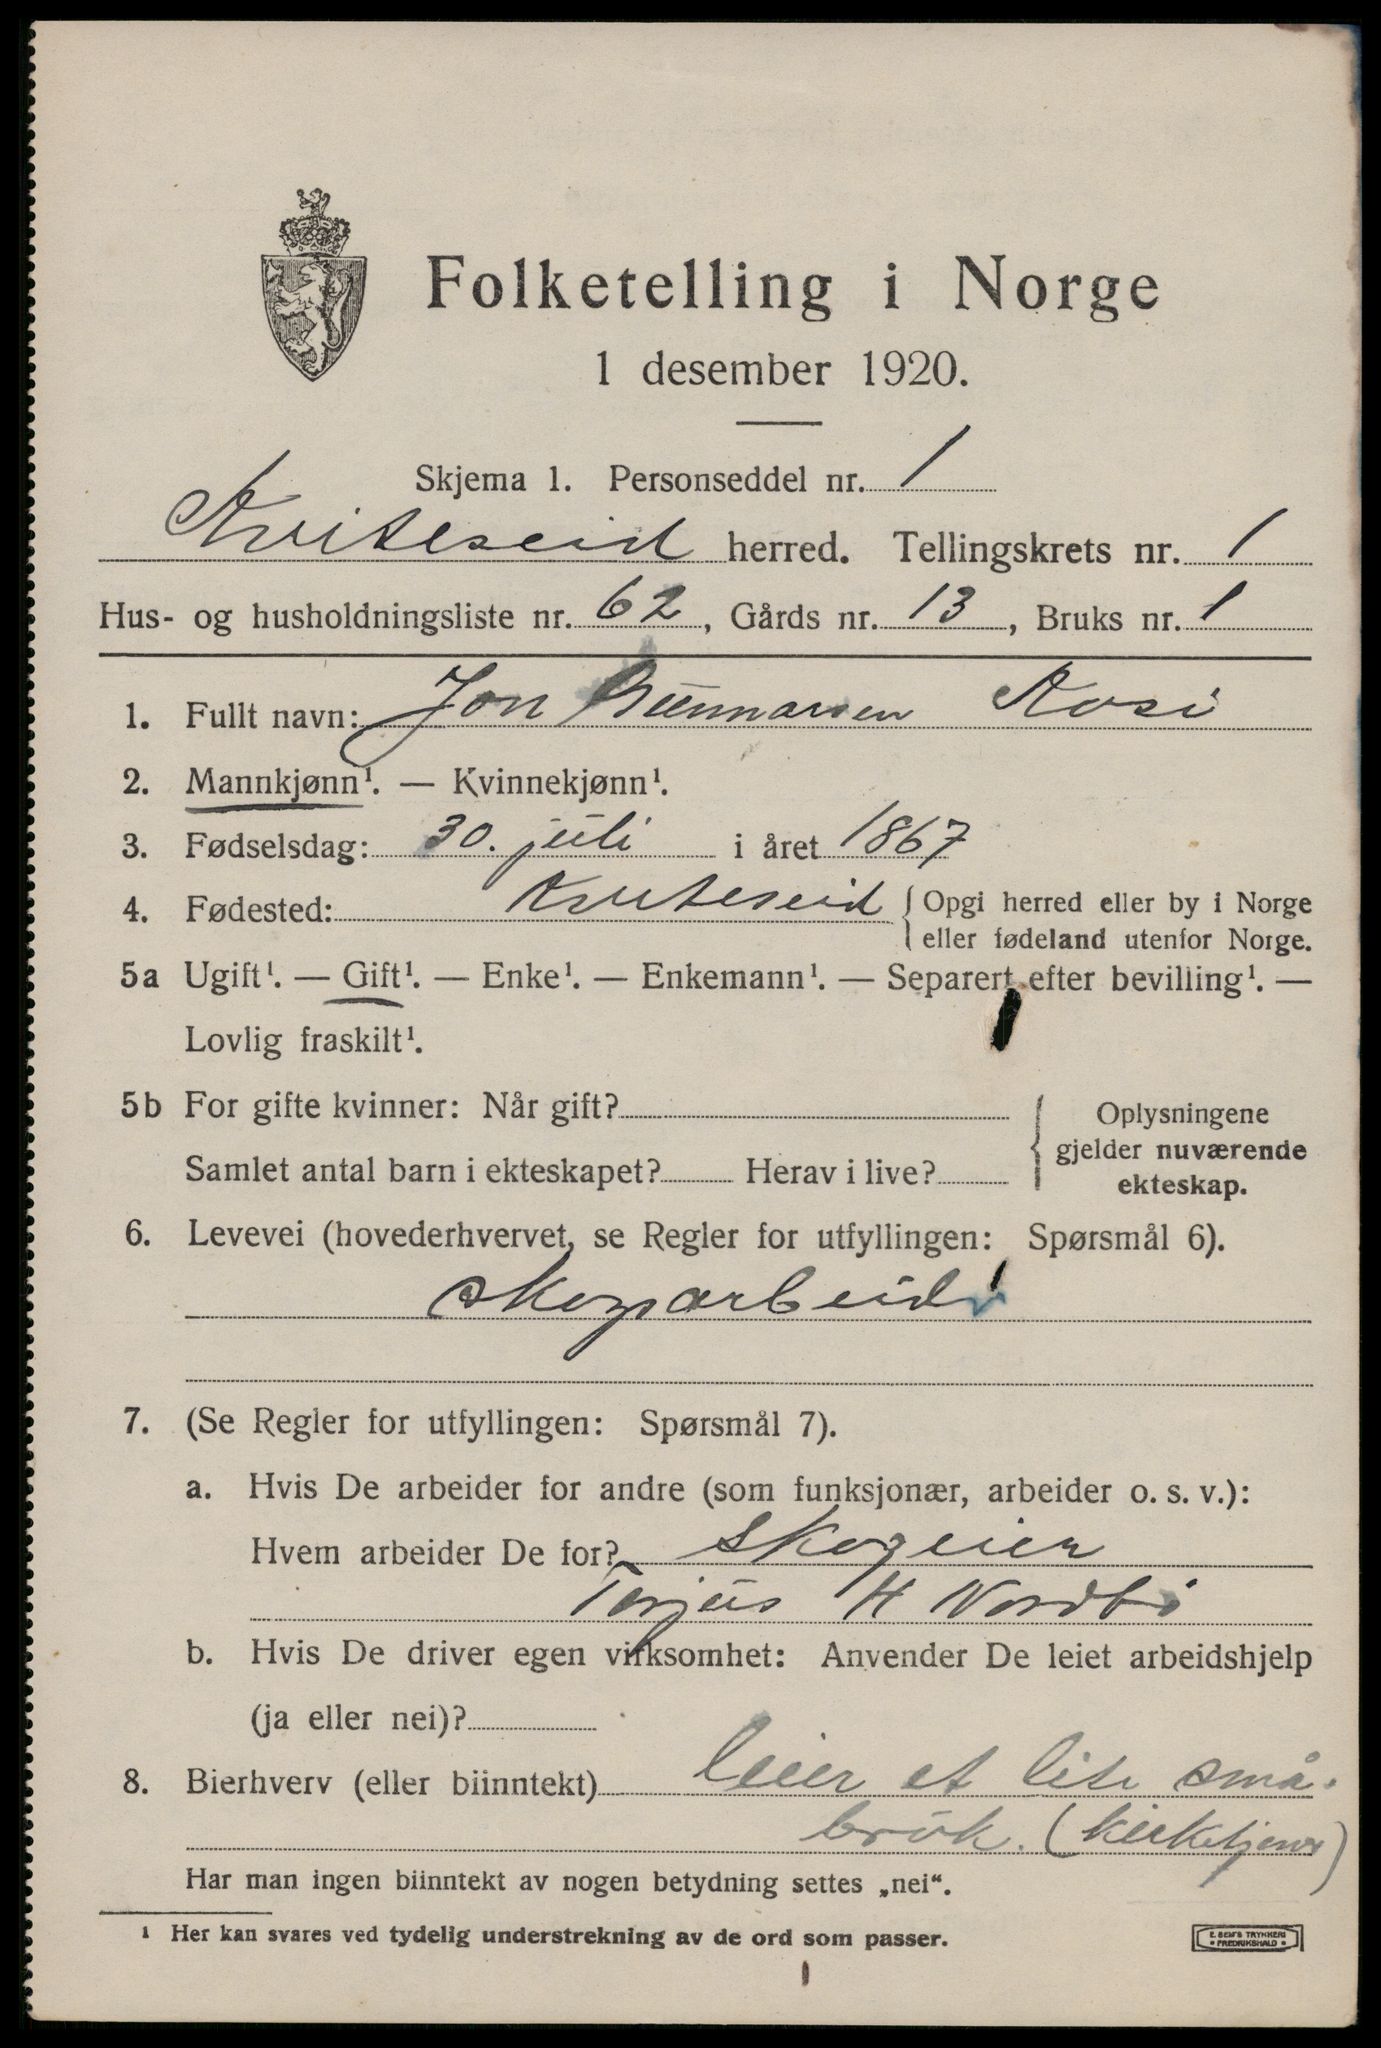 Folketelling i Norge
1 desember 1920.
Skjema 1. Personseddel nr. 1
Kviteseid herred. Tellingskrets nr. 1
Hus- og husholdningsliste nr. 62, Gårds nr. 13, Bruks nr. 1
1. Fullt navn: Jon Gunnarsen Kosi
2. Mannkjønn¹. — Kvinnekjønn¹.
3. Fødselsdag: 30. juli i året 1867
4. Fødested: Kviteseid { Opgi herred eller by i Norge
eller fødeland utenfor Norge.
5a Ugift¹. — Gift¹. — Enke¹. — Enkemann¹. — Separert efter bevilling¹. —
Lovlig fraskilt¹.
5b For gifte kvinner: Når gift?
Samlet antal barn i ekteskapet? Herav i live?
{ Oplysningene
gjelder nuværende
ekteskap.
6. Levevei (hovederhvervet, se Regler for utfyllingen: Spørsmål 6).
skogsarbeider
7. (Se Regler for utfyllingen: Spørsmål 7).
a. Hvis De arbeider for andre (som funksjonær, arbeider o. s. v.):
Hvem arbeider De for? Skogeier
Torjus H Nordbø
b. Hvis De driver egen virksomhet: Anvender De leiet arbeidshjelp
(ja eller nei)?
8. Bierhverv (eller biinntekt) leier et lite små-
bruk. (kirketjener)
Har man ingen biinntekt av nogen betydning settes „nei“.
¹ Her kan svares ved tydelig understrekning av de ord som passer.
E. SEM'S TRYKKERI
• FREDRIKSHALD •